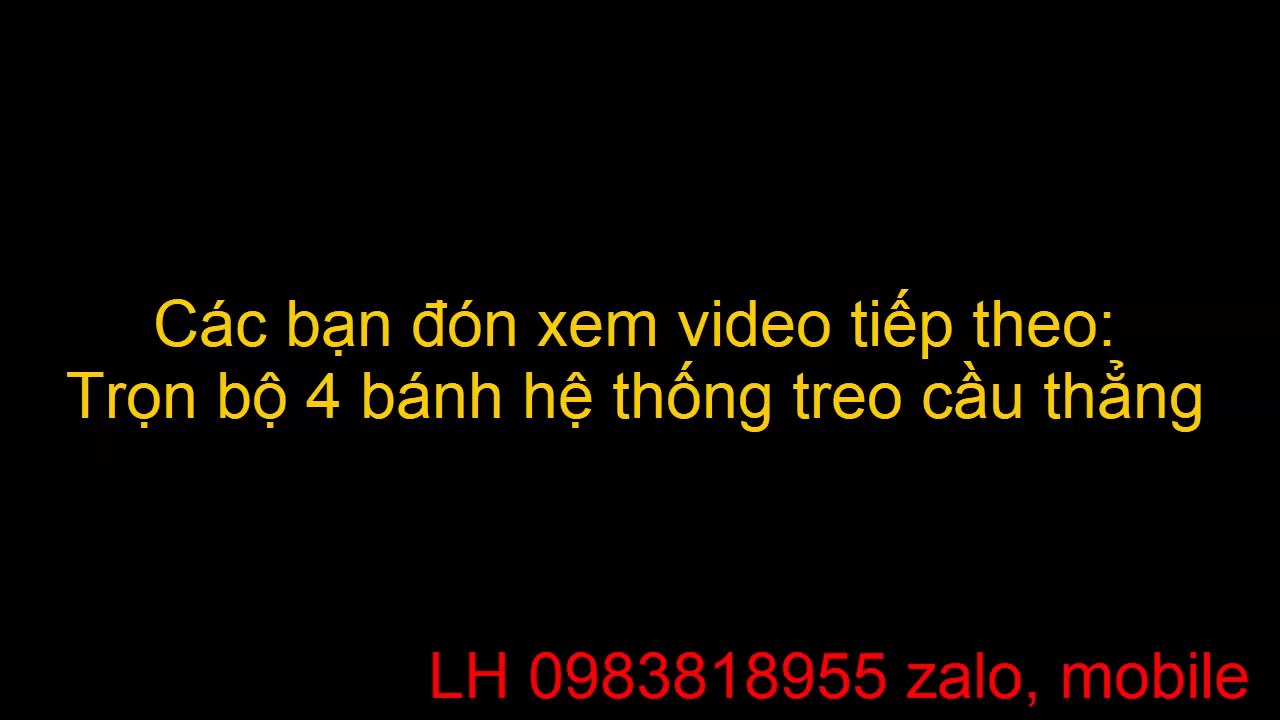 Các bạn đón xem video tiếp theo:
Trọn bộ 4 bánh hệ thống treo cầu thẳng
LH 0983818955 zalo, mobile